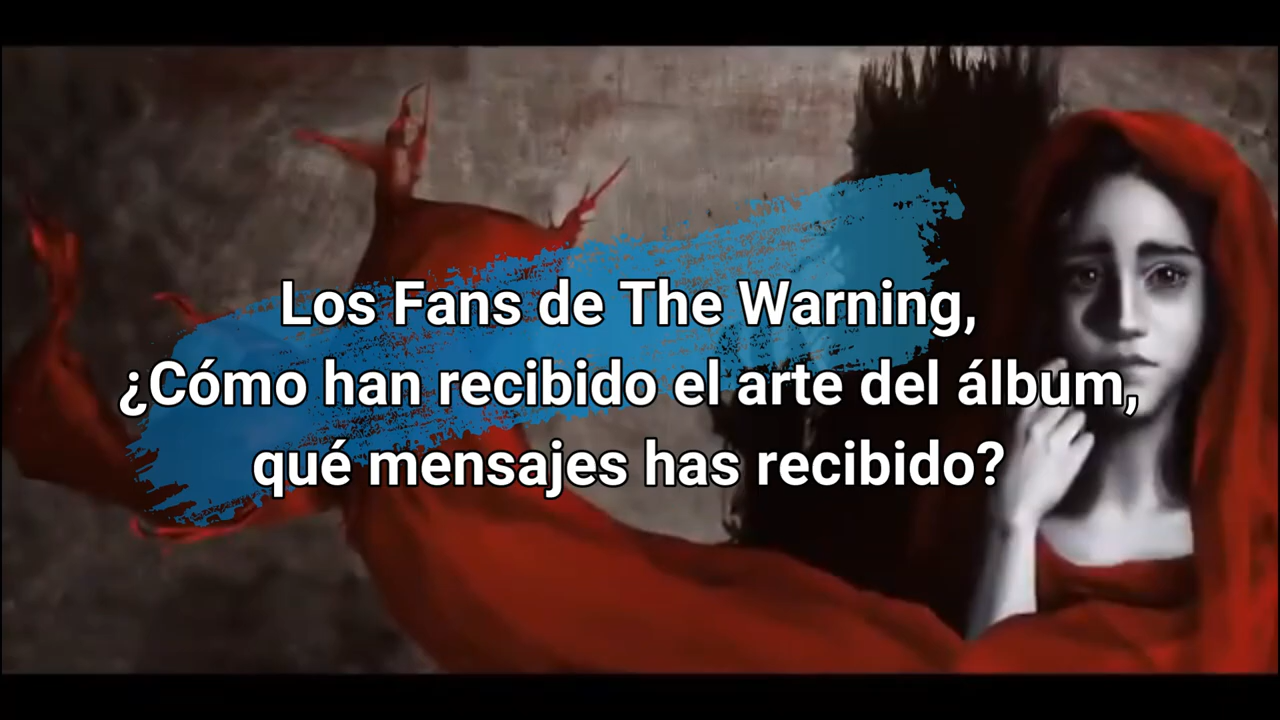 Los Fans de The Warning,
¿Cómo han recibido el arte del álbum,
qué mensajes has recibido?